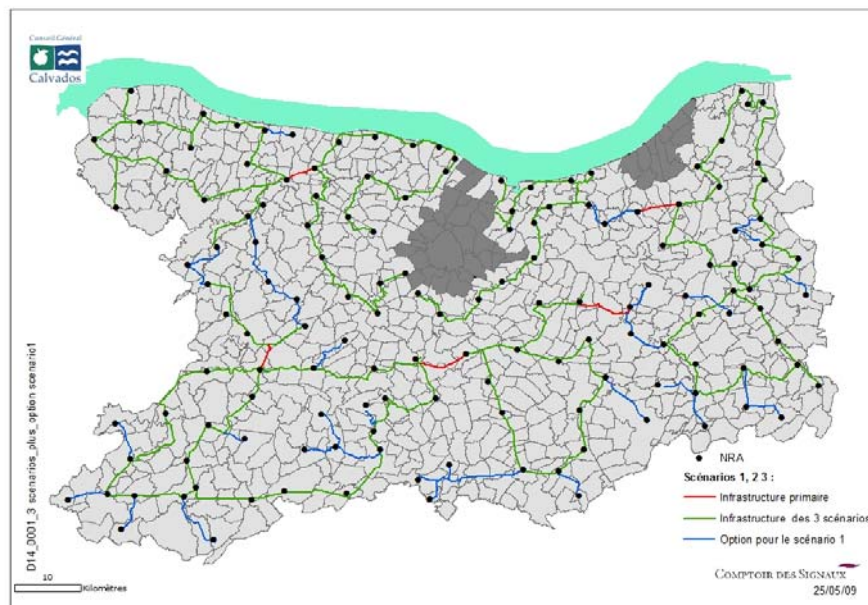 Conseil Général
Calvados
D14_0001_3 scenarios_plus_option scenario1
NRA
Scénarios 1, 2 3 :
Infrastructure primaire
Infrastructure des 3 scénarios
Option pour le scénario 1
10
Kilomètres
COMPTOIR DES SIGNAUX
25/05/09